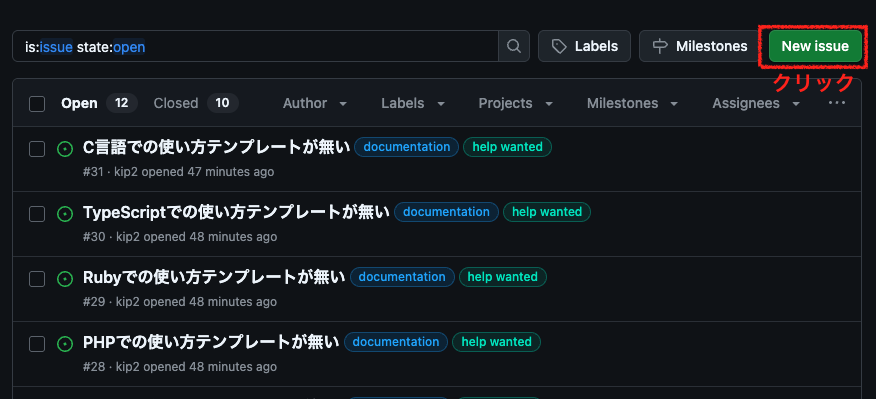 is:issue state:open
Labels
Milestones
New issue
クリック
Open 12 Closed 10 Author Labels Projects Milestones Assignees
C言語での使い方テンプレートが無い documentation help wanted
#31 · kip2 opened 47 minutes ago
TypeScriptでの使い方テンプレートが無い documentation help wanted
#30 · kip2 opened 48 minutes ago
Rubyでの使い方テンプレートが無い documentation help wanted
#29 · kip2 opened 48 minutes ago
PHPでの使い方テンプレートが無い documentation help wanted
#28 · kip2 opened 48 minutes ago